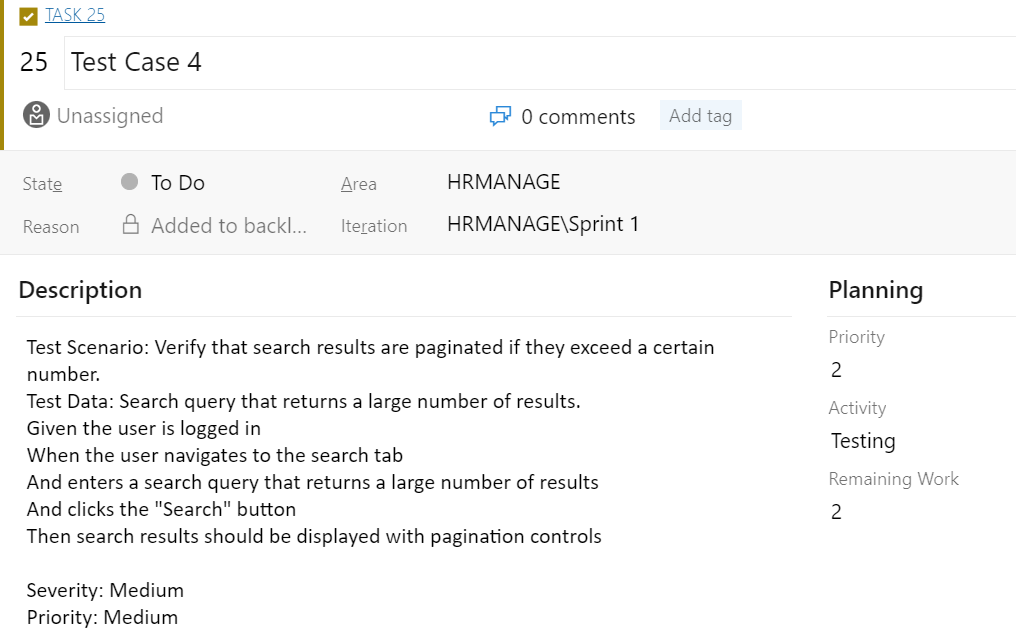 TASK 25
25 Test Case 4
Unassigned
0 comments
Add tag
State
To Do
Area
HRMANAGE
Reason
Added to backl...
Iteration
HRMANAGE\Sprint 1
Description
Test Scenario: Verify that search results are paginated if they exceed a certain
number.
Test Data: Search query that returns a large number of results.
Given the user is logged in
When the user navigates to the search tab
And enters a search query that returns a large number of results
And clicks the "Search" button
Then search results should be displayed with pagination controls
Severity: Medium
Priority: Medium
Planning
Priority
2
Activity
Testing
Remaining Work
2